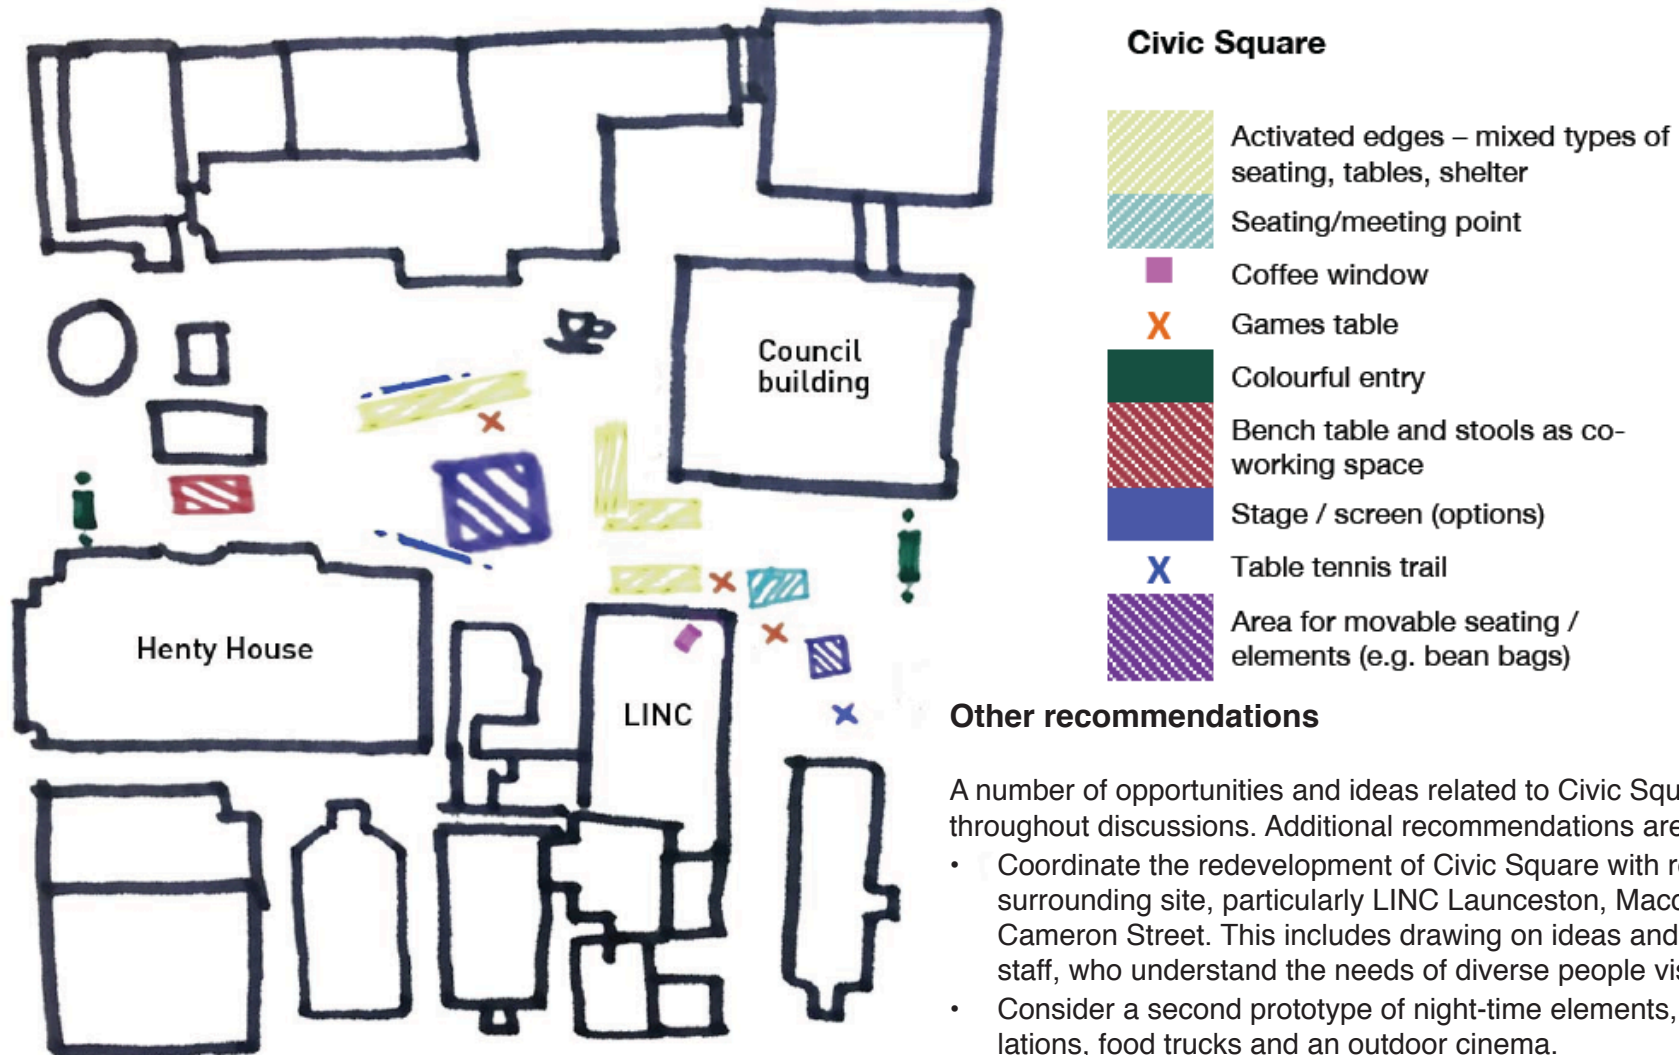 Civic Square
Activated edges – mixed types of
seating, tables, shelter
Seating/meeting point
Coffee window
X Games table
Colourful entry
Bench table and stools as co-
working space
Stage / screen (options)
X Table tennis trail
Area for movable seating /
elements (e.g. bean bags)
Council
building
Henty House
LINC
Other recommendations
A number of opportunities and ideas related to Civic
throughout discussions. Additional recommendations are
• Coordinate the redevelopment of Civic Square with
surrounding site, particularly LINC Launceston,
Cameron Street. This includes drawing on ideas and
staff, who understand the needs of diverse people
• Consider a second prototype of night-time elements,
lations, food trucks and an outdoor cinema.